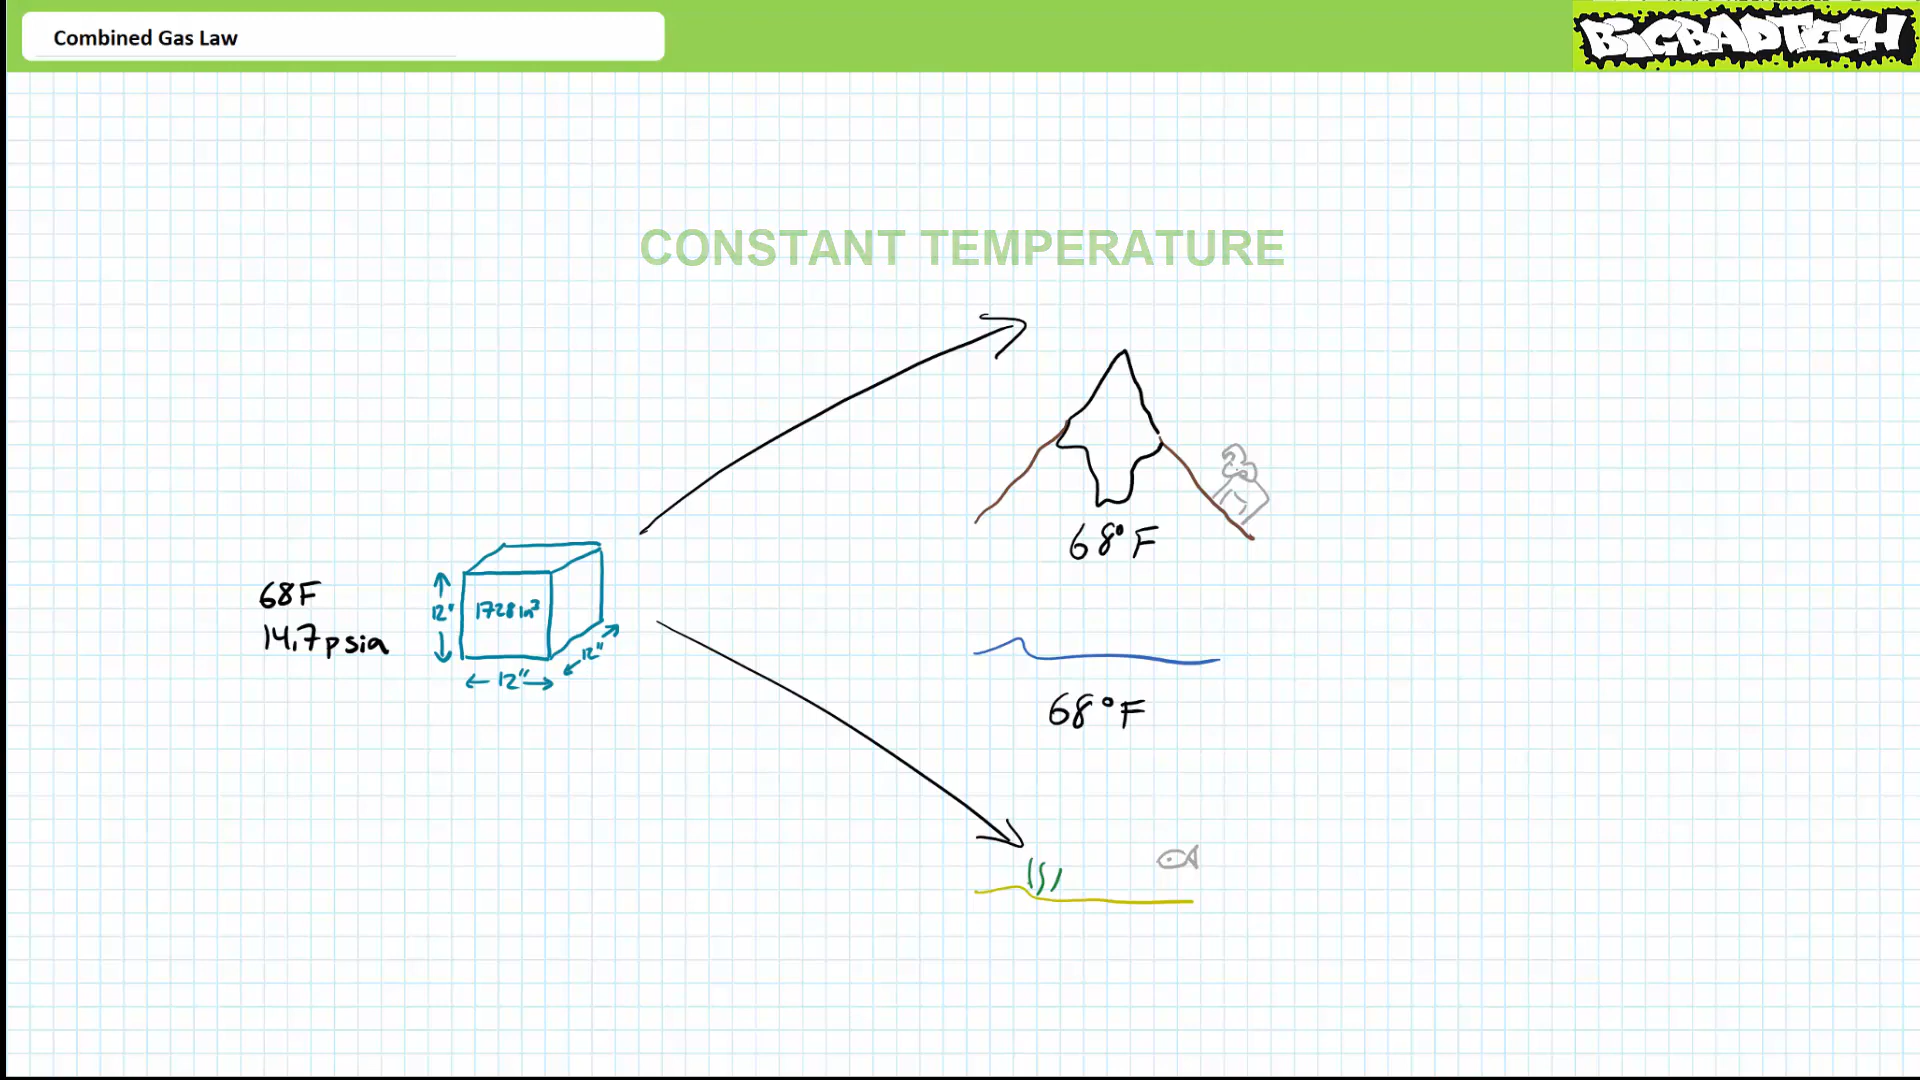 Combined Gas Law
BIGBADTECH
CONSTANT TEMPERATURE
68°F
68F
14.7psia
12"
1728in³
12"
12"
68°F